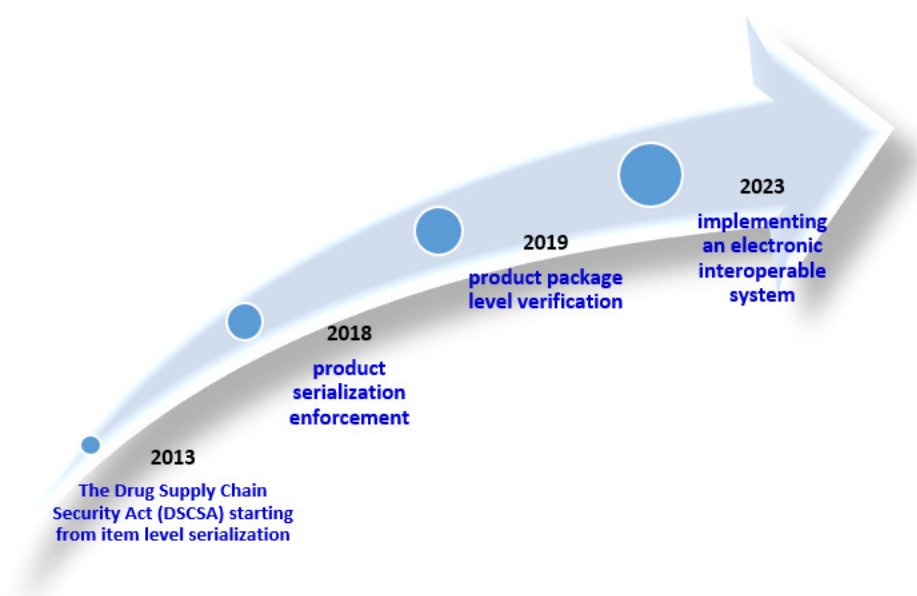 2013
The Drug Supply Chain
Security Act (DSCSA) starting
from item level serialization
2018
product
serialization
enforcement
2019
product package
level verification
2023
implementing
an electronic
interoperable
system